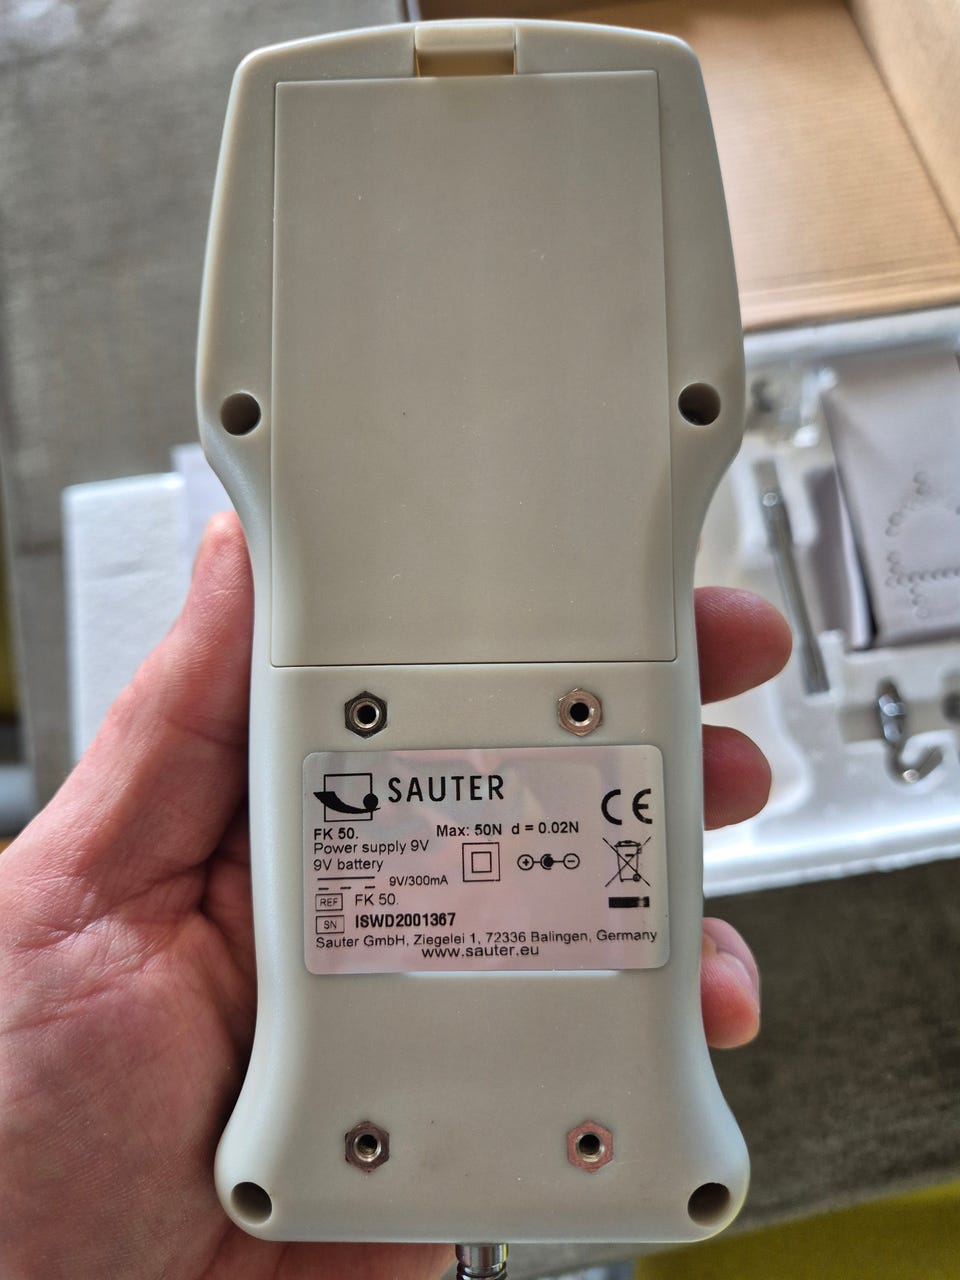 SAUTER
CE
FK 50.
Max: 50N d = 0.02N
Power supply 9V
9V battery
9V/300mA
REF FK 50.
SN ISWD2001367
Sauter GmbH, Ziegelei 1, 72336 Balingen, Germany
www.sauter.eu